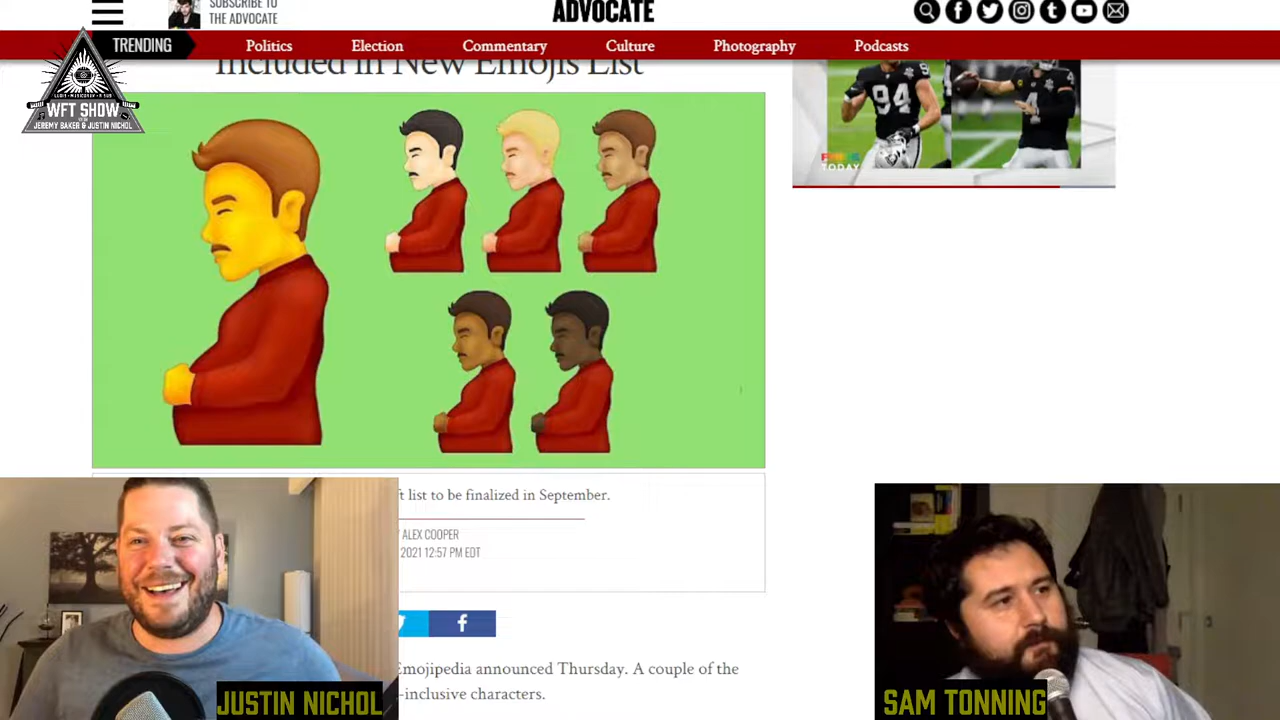 SUBSCRIBE TO
THE ADVOCATE
ADVOCATE
TRENDING
Politics
Election
Commentary
Culture
Photography
Podcasts
Included in New Emojis List
WFT SHOW
JEREMY BAKER & JUSTIN NICHOL
94
4
TODAY
list to be finalized in September.
ALEX COOPER
2021 12:57 PM EDT
f
Emojipedia announced Thursday. A couple of the
-inclusive characters.
JUSTIN NICHOL
SAM TONNING